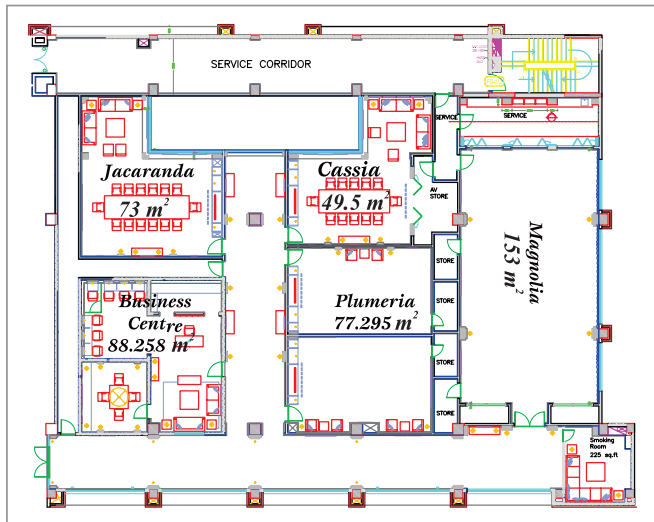 SERVICE CORRIDOR
SERVICE
SERVICE
Jacaranda
73 m²
Cassia
49.5 m²
AV
STORE
Magnolia
153 m²
STORE
STORE
Business
Centre
88.258 m²
Plumeria
77.295 m²
STORE
STORE
Smoking
Room
225 sq.ft